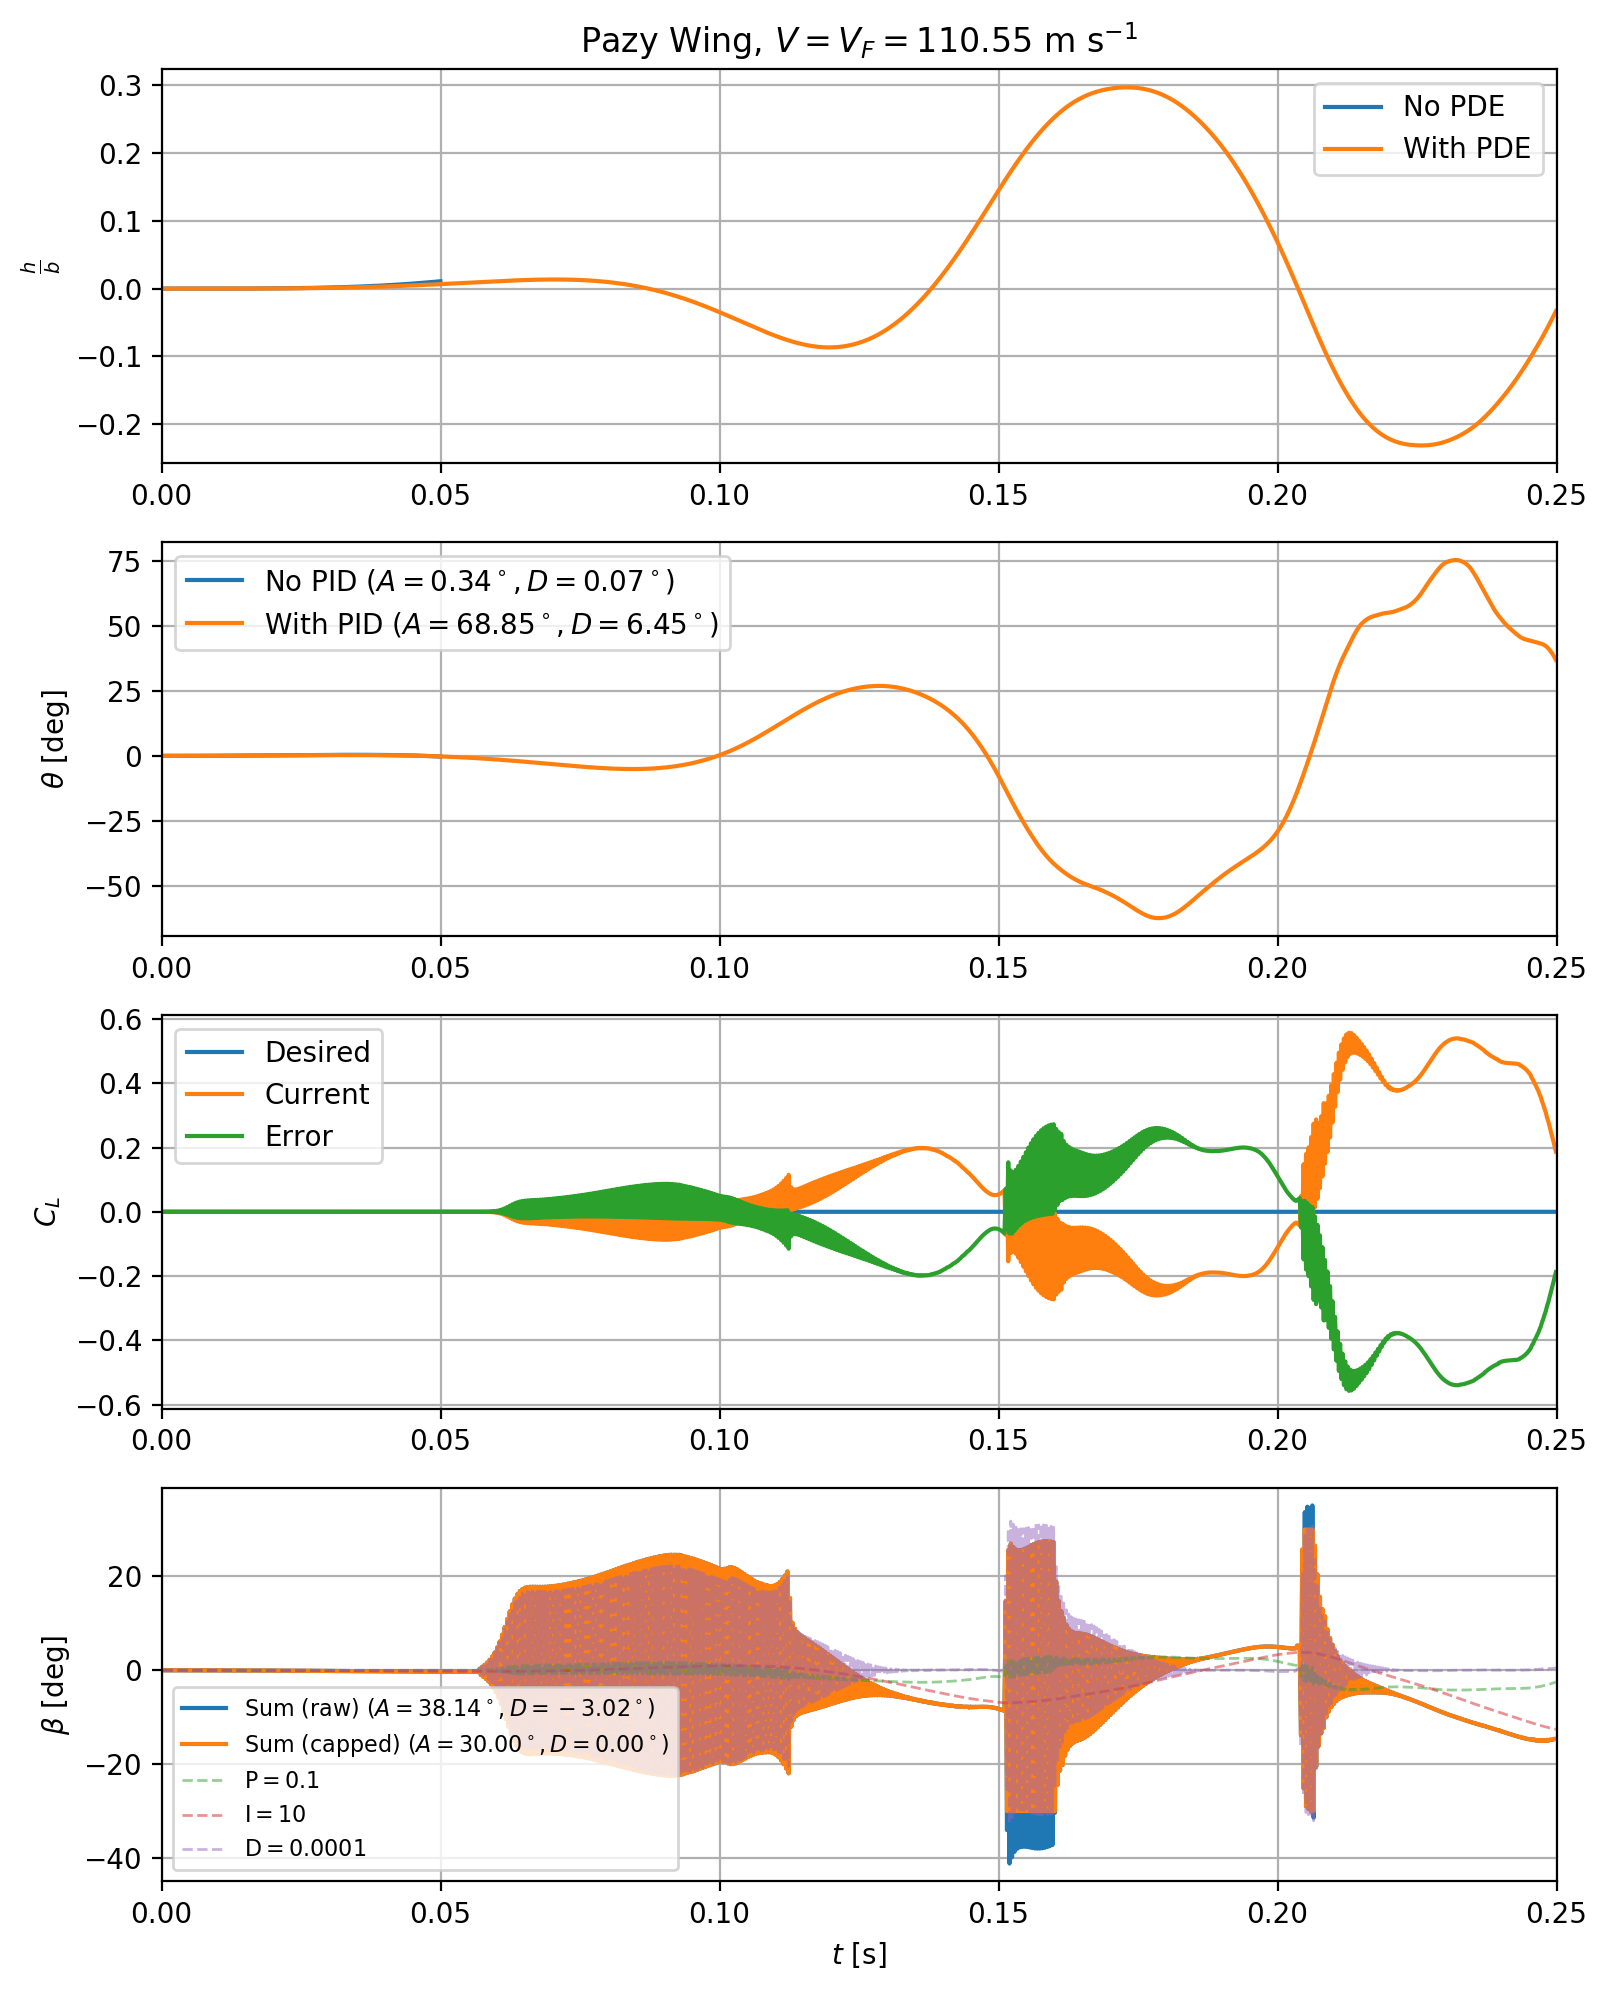 Pazy Wing, V = V_F = 110.55 m s⁻¹
0.3
0.2
0.1
0.0
−0.1
−0.2
h/b
No PDE
With PDE
0.00 0.05 0.10 0.15 0.20 0.25
75
50
25
0
−25
−50
θ [deg]
No PID (A = 0.34°, D = 0.07°)
With PID (A = 68.85°, D = 6.45°)
0.00 0.05 0.10 0.15 0.20 0.25
0.6
0.4
0.2
0.0
−0.2
−0.4
−0.6
C_L
Desired
Current
Error
0.00 0.05 0.10 0.15 0.20 0.25
20
0
−20
−40
β [deg]
Sum (raw) (A = 38.14°, D = −3.02°)
Sum (capped) (A = 30.00°, D = 0.00°)
P = 0.1
I = 10
D = 0.0001
0.00 0.05 0.10 0.15 0.20 0.25
t [s]